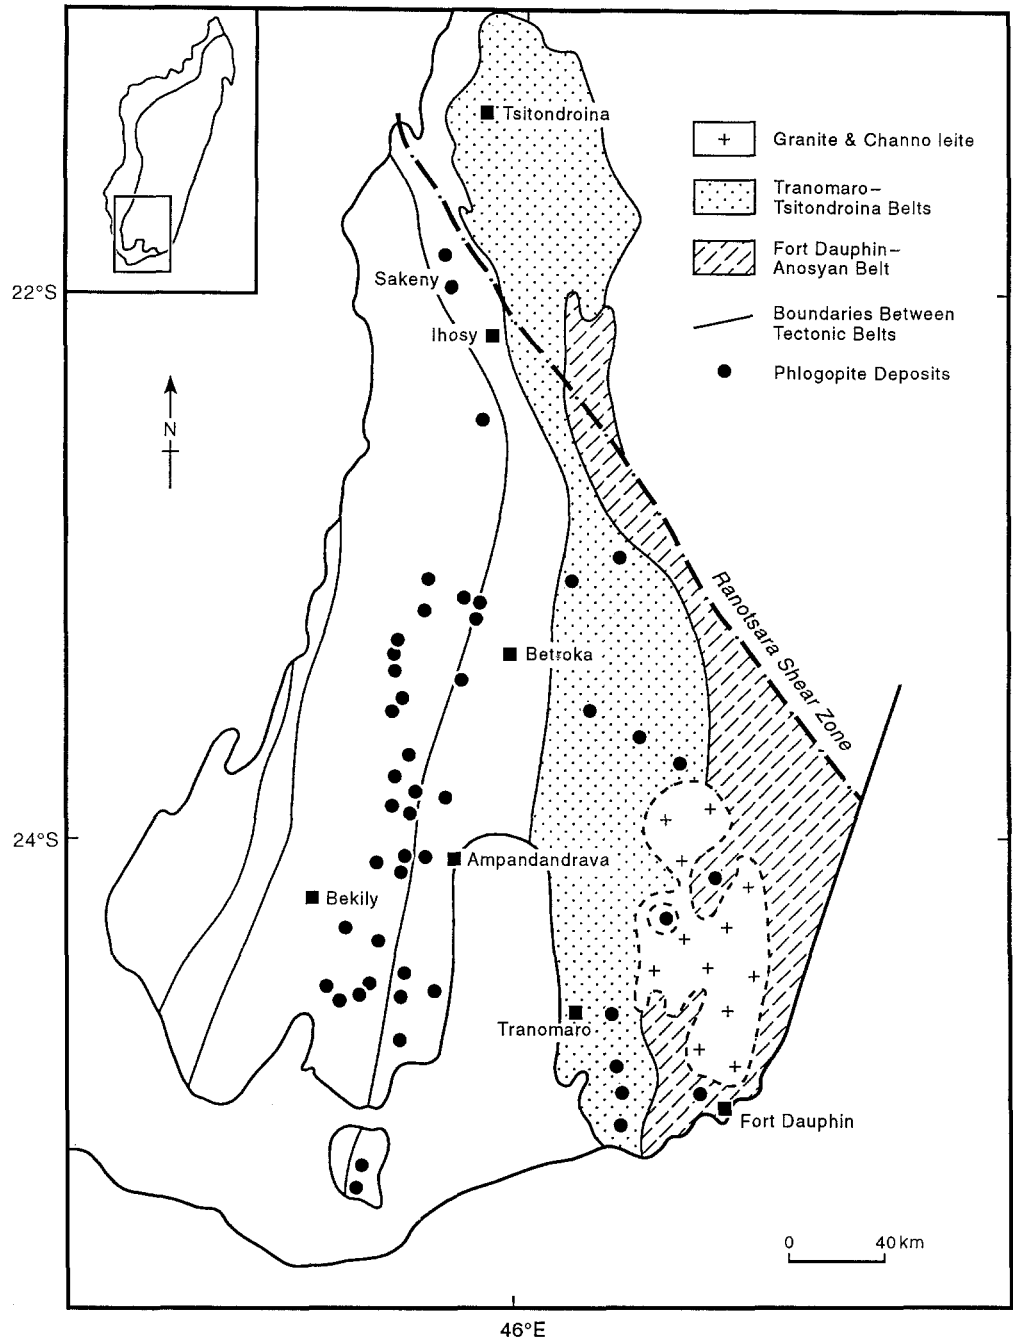 Tsitondroina
Granite & Channo leite
Tranomaro–
Tsitondroina Belts
Fort Dauphin–
Anosyan Belt
Sakeny
22°S
Ihosy
Boundaries Between
Tectonic Belts
Phlogopite Deposits
N
Ranotsara Shear Zone
Betroka
24°S
Ampandandrava
Bekily
Tranomaro
Fort Dauphin
0 40 km
46°E